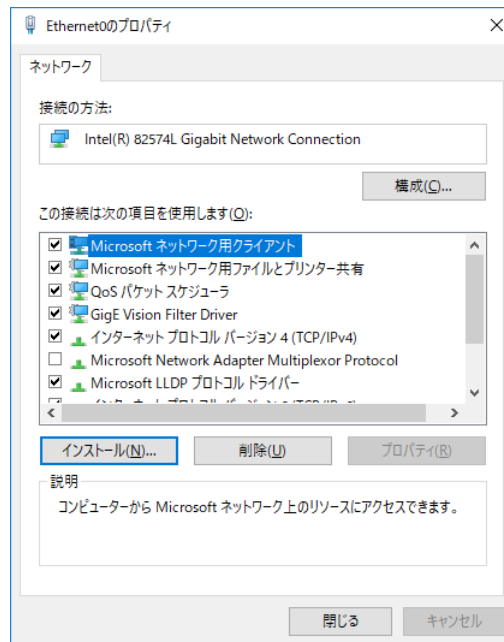 Ethernet0のプロパティ
ネットワーク
接続の方法:
Intel(R) 82574L Gigabit Network Connection
構成(C)...
この接続は次の項目を使用します(O):
Microsoft ネットワーク用クライアント
Microsoft ネットワーク用ファイルとプリンター共有
QoS パケット スケジューラ
GigE Vision Filter Driver
インターネット プロトコル バージョン 4 (TCP/IPv4)
Microsoft Network Adapter Multiplexor Protocol
Microsoft LLDP プロトコル ドライバー
インストール(N)...
削除(U)
プロパティ(R)
説明
コンピューターから Microsoft ネットワーク上のリソースにアクセスできます。
閉じる
キャンセル